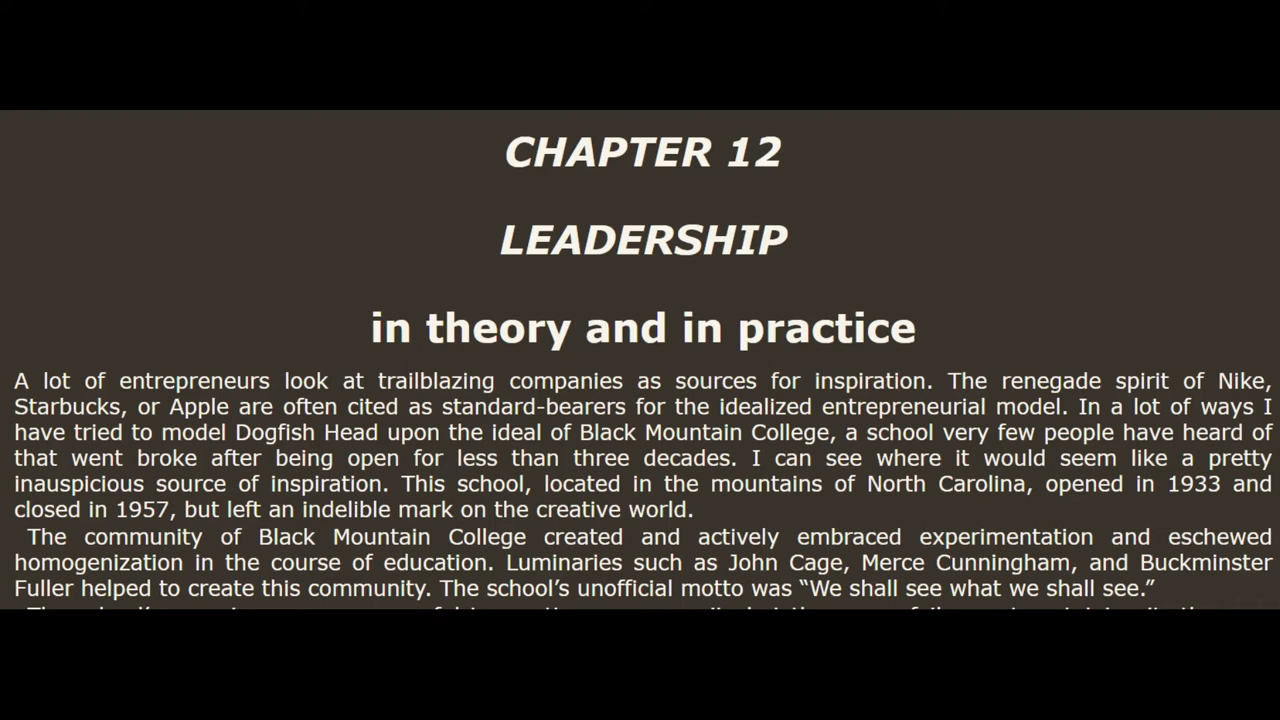 CHAPTER 12
LEADERSHIP
in theory and in practice
A lot of entrepreneurs look at trailblazing companies as sources for inspiration. The renegade spirit of Nike,
Starbucks, or Apple are often cited as standard-bearers for the idealized entrepreneurial model. In a lot of ways I
have tried to model Dogfish Head upon the ideal of Black Mountain College, a school very few people have heard of
that went broke after being open for less than three decades. I can see where it would seem like a pretty
inauspicious source of inspiration. This school, located in the mountains of North Carolina, opened in 1933 and
closed in 1957, but left an indelible mark on the creative world.
The community of Black Mountain College created and actively embraced experimentation and eschewed
homogenization in the course of education. Luminaries such as John Cage, Merce Cunningham, and Buckminster
Fuller helped to create this community. The school’s unofficial motto was “We shall see what we shall see.”